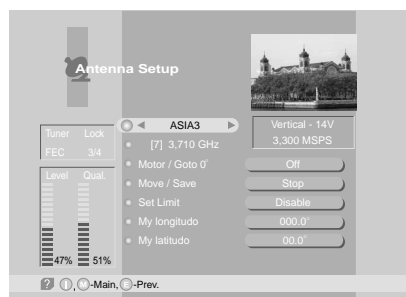 Antenna Setup
Tuner Lock
FEC 3/4
Level Qual.
47% 51%
ASIA3
[7] 3,710 GHz
Vertical - 14V
3,300 MSPS
Motor / Goto 0° Off
Move / Save Stop
Set Limit Disable
My longitudo 000.0°
My latitudo 00.0°
? I, M-Main, E-Prev.